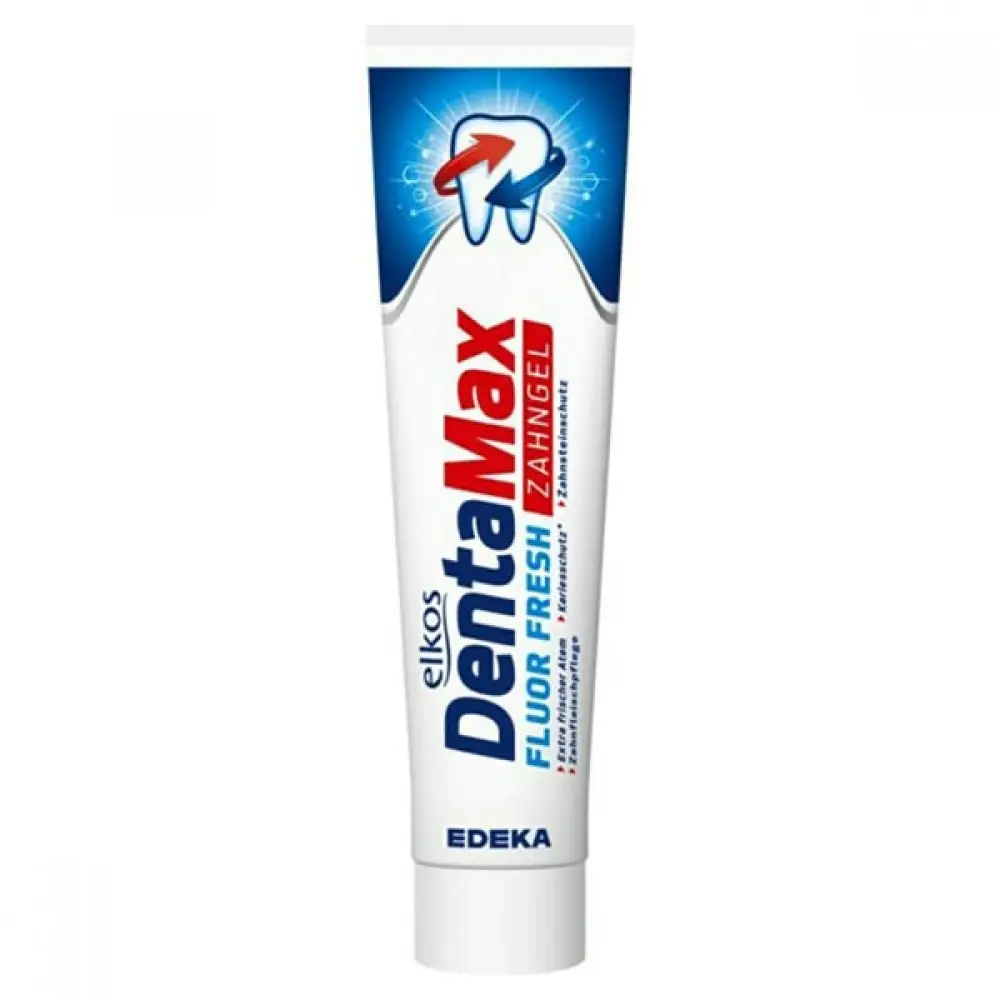 elkos
DentaMax
FLUOR FRESH ZAHNGEL
Extra frischer Atem Kariesschutz* Zahnsteinschutz
Zahnfleischpflege
EDEKA